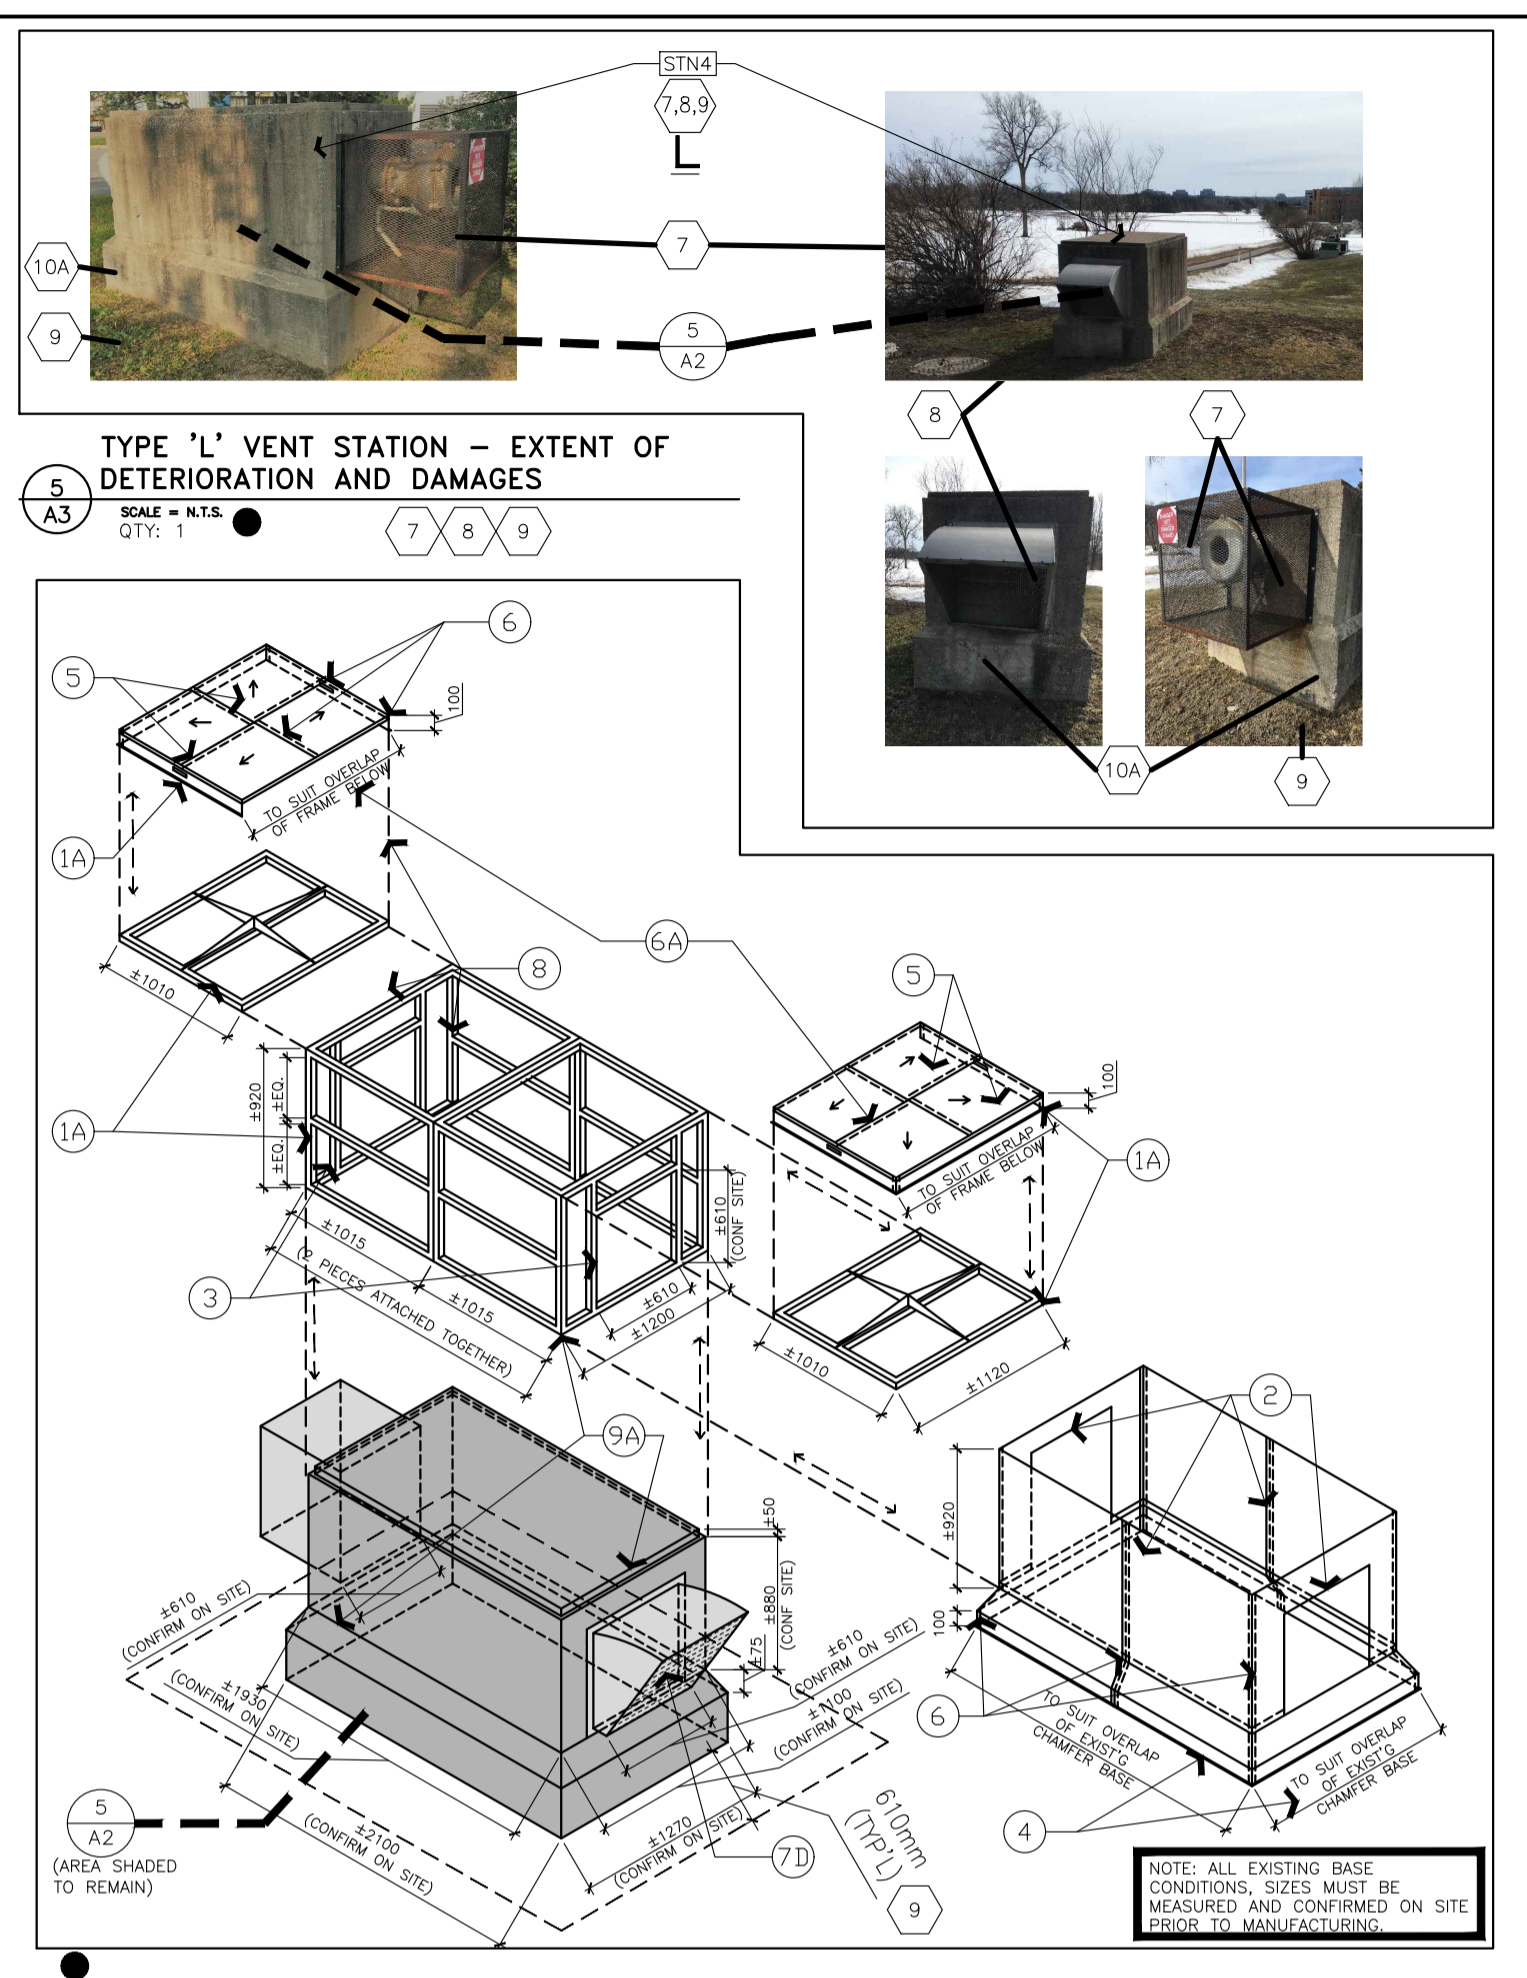 STN4
7,8,9
L
10A
9
7
5
A2
8
7
10A
9
TYPE 'L' VENT STATION – EXTENT OF
DETERIORATION AND DAMAGES
5
A3
SCALE = N.T.S.
QTY: 1
7
8
9
6
5
100
TO SUIT OVERLAP
OF FRAME BELOW
1A
±1010
6A
8
5
100
TO SUIT OVERLAP
OF FRAME BELOW
1A
±920
±EQ.
±EQ.
1A
±610
(CONF SITE)
±1015
±1015
(2 PIECES ATTACHED TOGETHER)
3
±610
±1200
±1010
±1120
9A
2
±50
±880
(CONF SITE)
±75
±920
100
±610
(CONFIRM ON SITE)
±610
(CONFIRM ON SITE)
±1930
(CONFIRM ON SITE)
±1100
(CONFIRM ON SITE)
6
TO SUIT OVERLAP
OF EXIST'G
CHAMFER BASE
TO SUIT OVERLAP
OF EXIST'G
CHAMFER BASE
4
5
A2
(AREA SHADED
TO REMAIN)
±2100
(CONFIRM ON SITE)
±1270
(CONFIRM ON SITE)
7D
610mm
(TYP'L)
9
NOTE: ALL EXISTING BASE
CONDITIONS, SIZES MUST BE
MEASURED AND CONFIRMED ON SITE
PRIOR TO MANUFACTURING.